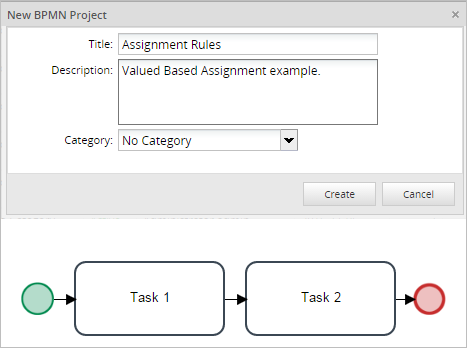 New BPMN Project
Title: Assignment Rules
Description: Valued Based Assignment example.
Category: No Category
Create Cancel
Task 1 Task 2